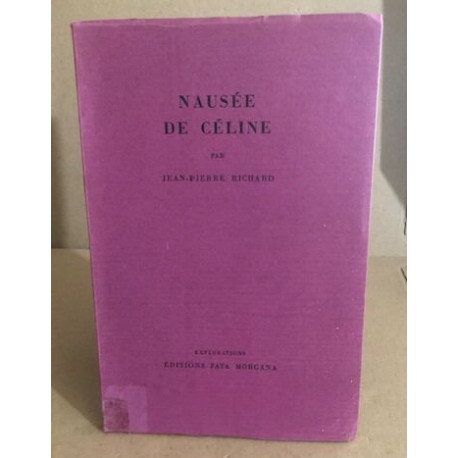 NAUSÉE
DE CÉLINE
PAR
JEAN-PIERRE RICHARD
EXPLORATIONS
EDITIONS FATA MORGANA